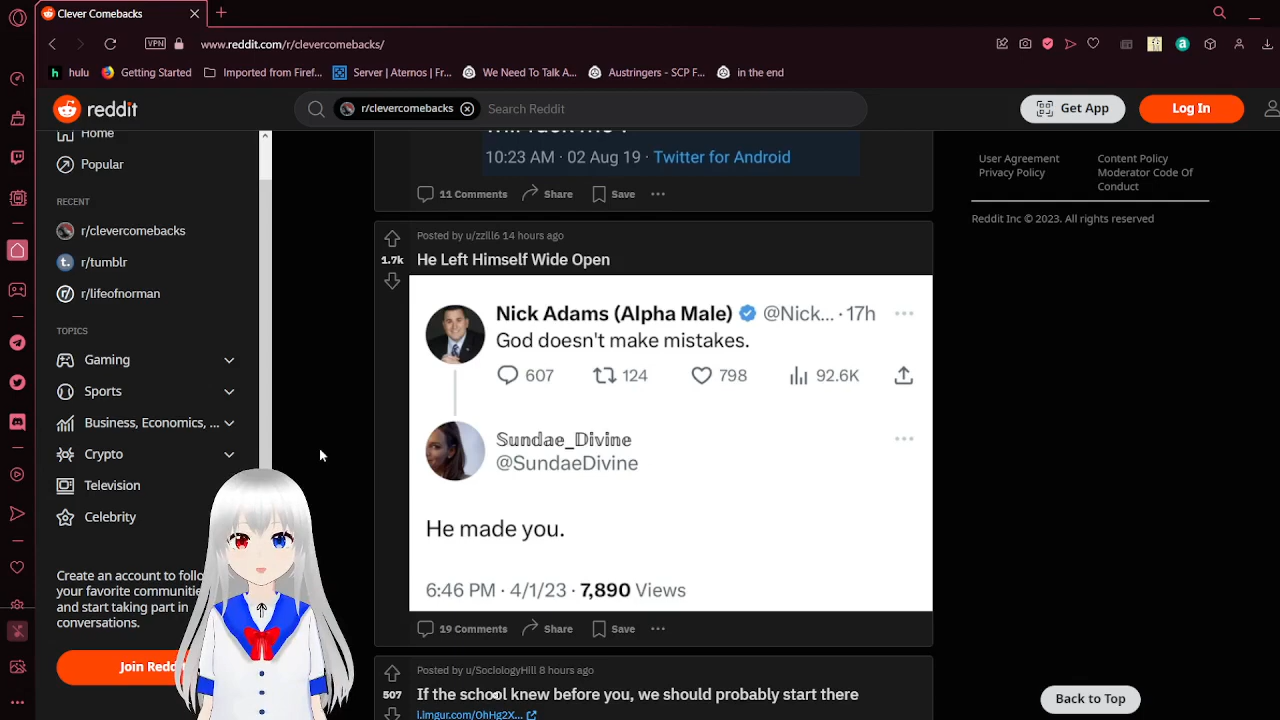 Clever Comebacks
VPN
www.reddit.com/r/clevercomebacks/
hulu
Getting Started
Imported from Firef...
Server | Aternos | Fr...
We Need To Talk A...
Austringers - SCP F...
in the end
reddit
r/clevercomebacks
Search Reddit
Get App
Log In
Home
Popular
RECENT
r/clevercomebacks
r/tumblr
r/lifeofnorman
TOPICS
Gaming
Sports
Business, Economics, ...
Crypto
Television
Celebrity
Create an account to follo
your favorite communitie
and start taking part in
conversations.
Join Reddi
10:23 AM · 02 Aug 19 · Twitter for Android
11 Comments
Share
Save
Posted by u/zzill6 14 hours ago
1.7k
He Left Himself Wide Open
Nick Adams (Alpha Male) @Nick... · 17h
God doesn't make mistakes.
607
124
798
92.6K
Sundae_Divine
@SundaeDivine
He made you.
6:46 PM · 4/1/23 · 7,890 Views
19 Comments
Share
Save
Posted by u/SociologyHill 8 hours ago
507
If the school knew before you, we should probably start there
i.imgur.com/OhHg2X...
User Agreement
Privacy Policy
Content Policy
Moderator Code Of
Conduct
Reddit Inc © 2023. All rights reserved
Back to Top